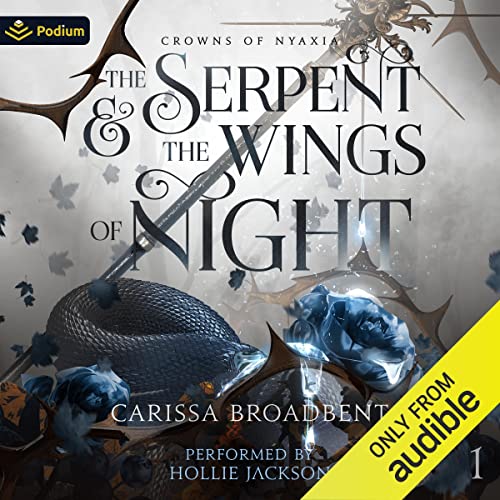 Podium
CROWNS OF NYAXIA
THE SERPENT
& THE WINGS
OF NIGHT
CARISSA BROADBENT
PERFORMED BY
HOLLIE JACKSON
ONLY FROM
audible
1